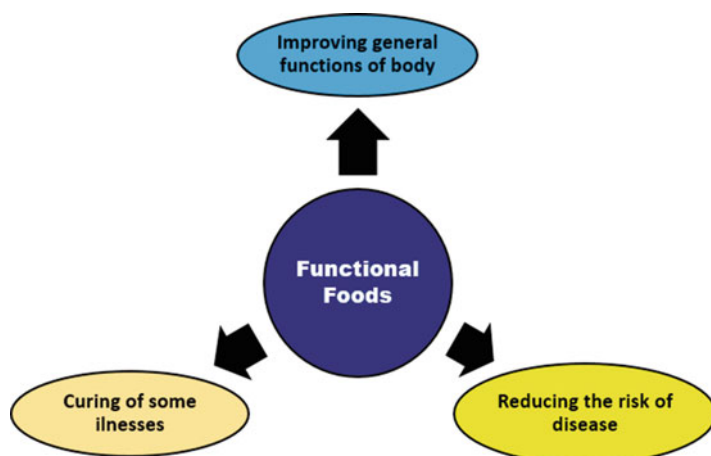 Improving general
functions of body
Functional
Foods
Curing of some
ilnesses
Reducing the risk of
disease